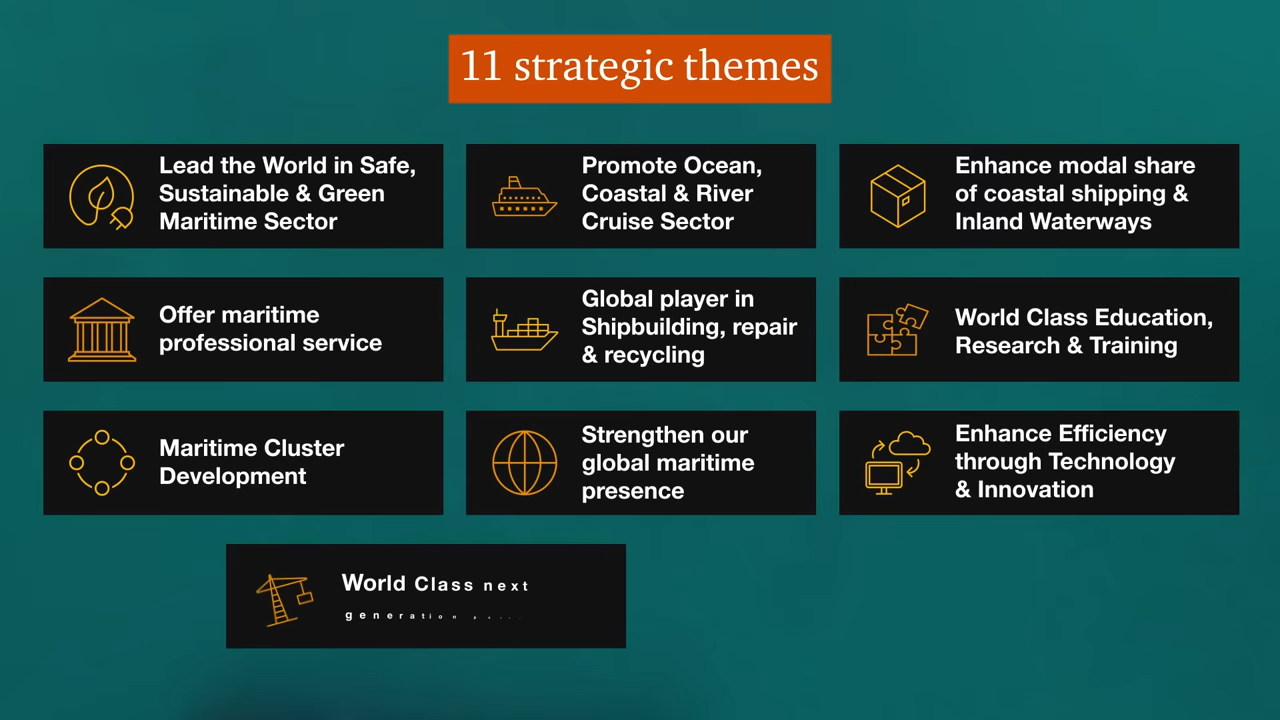 11 strategic themes
Lead the World in Safe,
Sustainable & Green
Maritime Sector
Promote Ocean,
Coastal & River
Cruise Sector
Enhance modal share
of coastal shipping &
Inland Waterways
Offer maritime
professional service
Global player in
Shipbuilding, repair
& recycling
World Class Education,
Research & Training
Maritime Cluster
Development
Strengthen our
global maritime
presence
Enhance Efficiency
through Technology
& Innovation
World Class next
generation